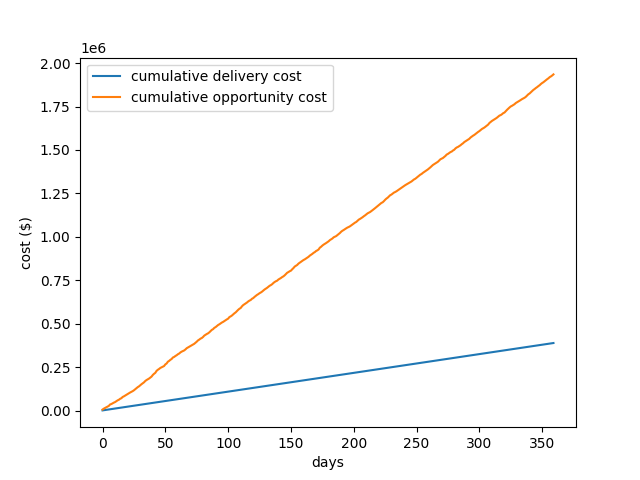 1e6
2.00
1.75
1.50
1.25
1.00
0.75
0.50
0.25
0.00
cost ($)
cumulative delivery cost
cumulative opportunity cost
0 50 100 150 200 250 300 350
days